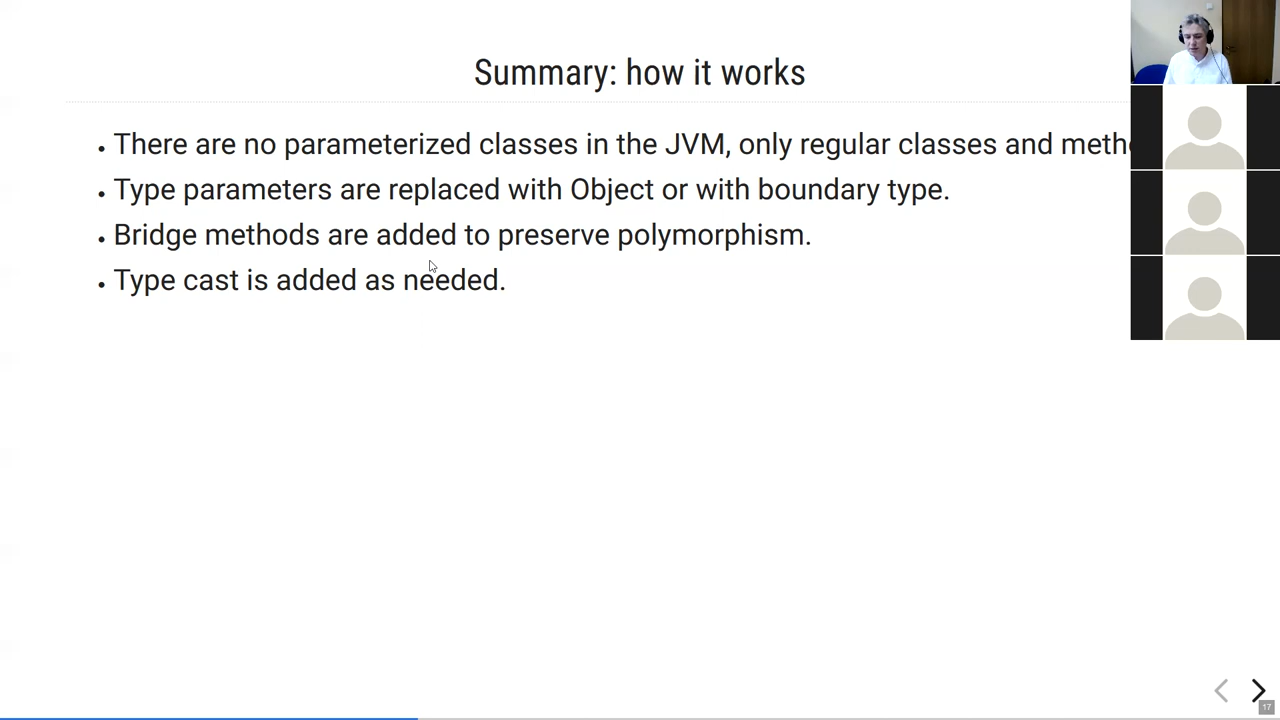 Summary: how it works
• There are no parameterized classes in the JVM, only regular classes and
• Type parameters are replaced with Object or with boundary type.
• Bridge methods are added to preserve polymorphism.
• Type cast is added as needed.
17